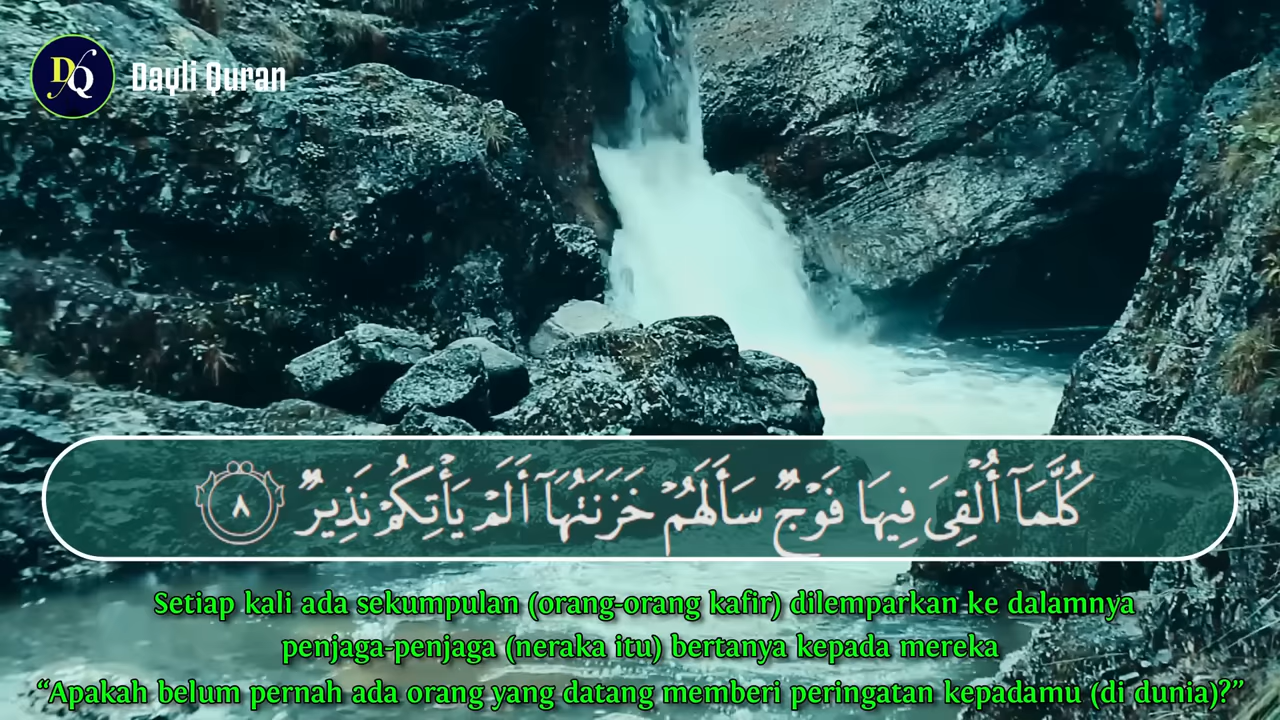 DQ Dayli Quran
كُلَّمَآ أُلْقِىَ فِيهَا فَوْجٌ سَأَلَهُمْ خَزَنَتُهَآ أَلَمْ يَأْتِكُمْ نَذِيرٌ ٨
Setiap kali ada sekumpulan (orang-orang kafir) dilemparkan ke dalamnya
penjaga-penjaga (neraka itu) bertanya kepada mereka
“Apakah belum pernah ada orang yang datang memberi peringatan kepadamu (di dunia)?”